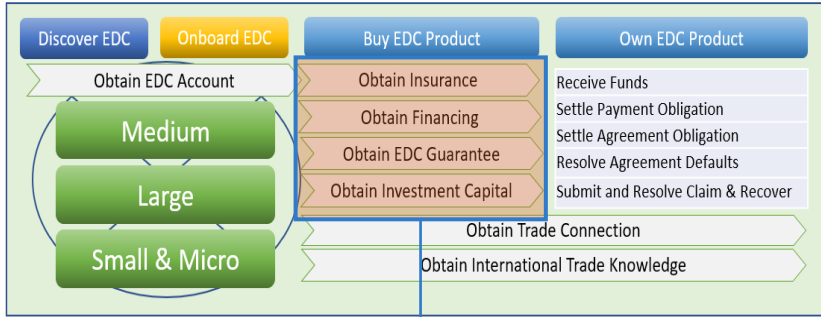 Discover EDC
Onboard EDC
Buy EDC Product
Own EDC Product
Obtain EDC Account
Medium
Large
Small & Micro
Obtain Insurance
Obtain Financing
Obtain EDC Guarantee
Obtain Investment Capital
Receive Funds
Settle Payment Obligation
Settle Agreement Obligation
Resolve Agreement Defaults
Submit and Resolve Claim & Recover
Obtain Trade Connection
Obtain International Trade Knowledge